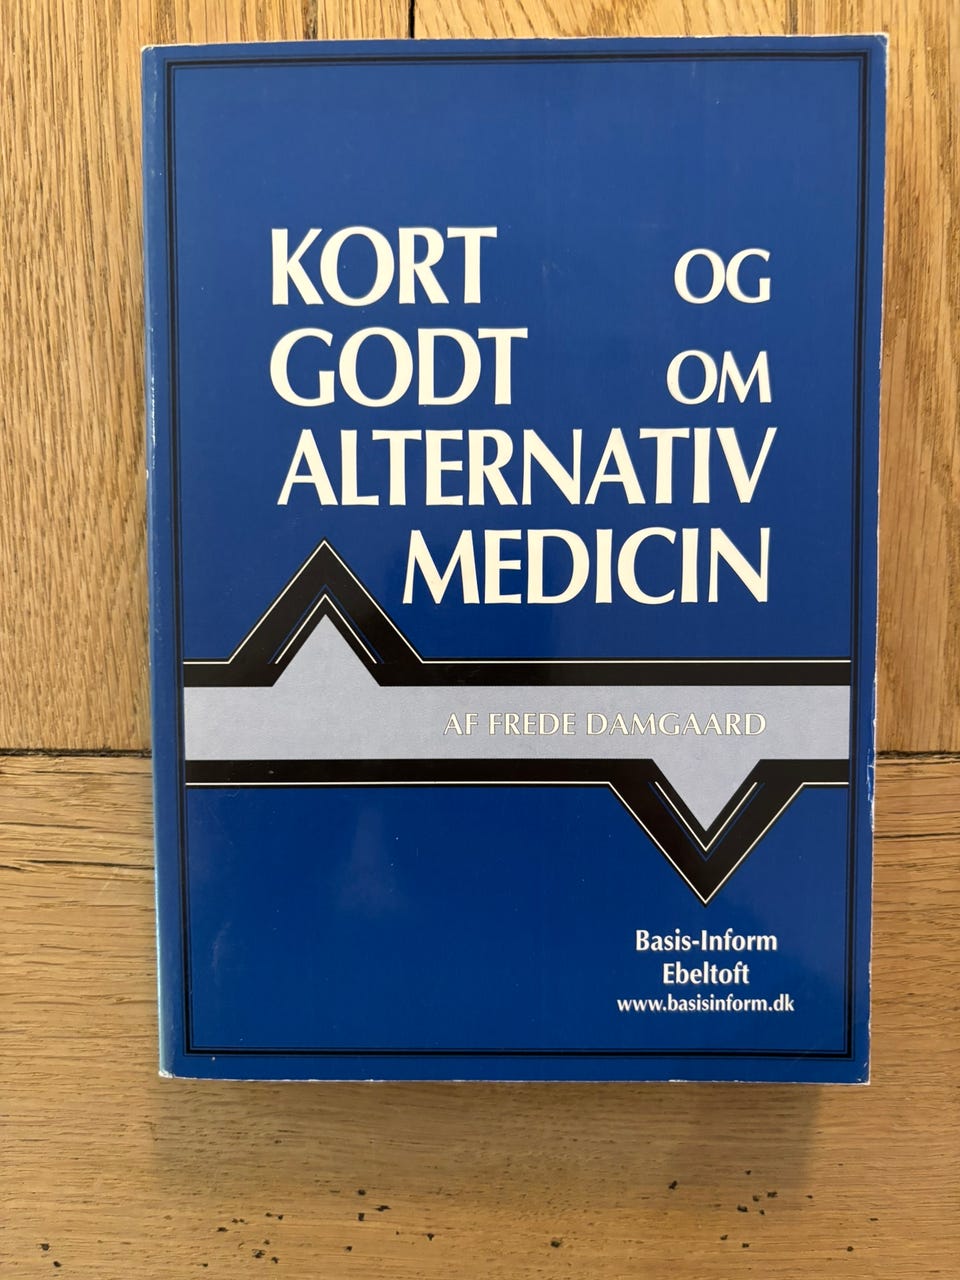 KORT OG
GODT OM
ALTERNATIV
MEDICIN
AF FREDE DAMGAARD
Basis-Inform
Ebeltoft
www.basisinform.dk